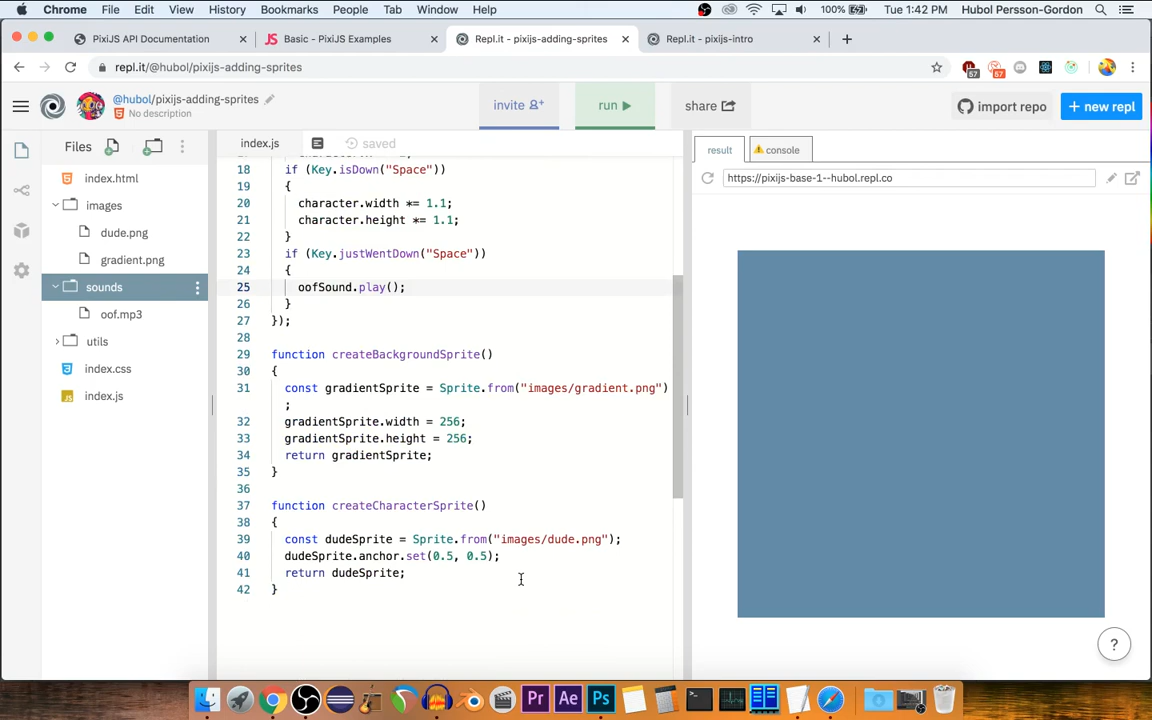 Chrome File Edit View History Bookmarks People Tab Window Help 100% Tue 1:42 PM Hubol Persson-Gordon
PixiJS API Documentation Basic - PixiJS Examples Repl.it - pixijs-adding-sprites Repl.it - pixijs-intro
repl.it/@hubol/pixijs-adding-sprites 57 57
@hubol/pixijs-adding-sprites
No description
invite run share import repo + new repl
Files
index.html
images
dude.png
gradient.png
sounds
oof.mp3
utils
index.css
index.js
index.js saved
18 if (Key.isDown("Space"))
19 {
20 character.width *= 1.1;
21 character.height *= 1.1;
22 }
23 if (Key.justWentDown("Space"))
24 {
25 oofSound.play();
26 }
27 });
28
29 function createBackgroundSprite()
30 {
31 const gradientSprite = Sprite.from("images/gradient.png")
;
32 gradientSprite.width = 256;
33 gradientSprite.height = 256;
34 return gradientSprite;
35 }
36
37 function createCharacterSprite()
38 {
39 const dudeSprite = Sprite.from("images/dude.png");
40 dudeSprite.anchor.set(0.5, 0.5);
41 return dudeSprite;
42 }
result console
https://pixijs-base-1--hubol.repl.co
?
JS
Pr Ae Ps